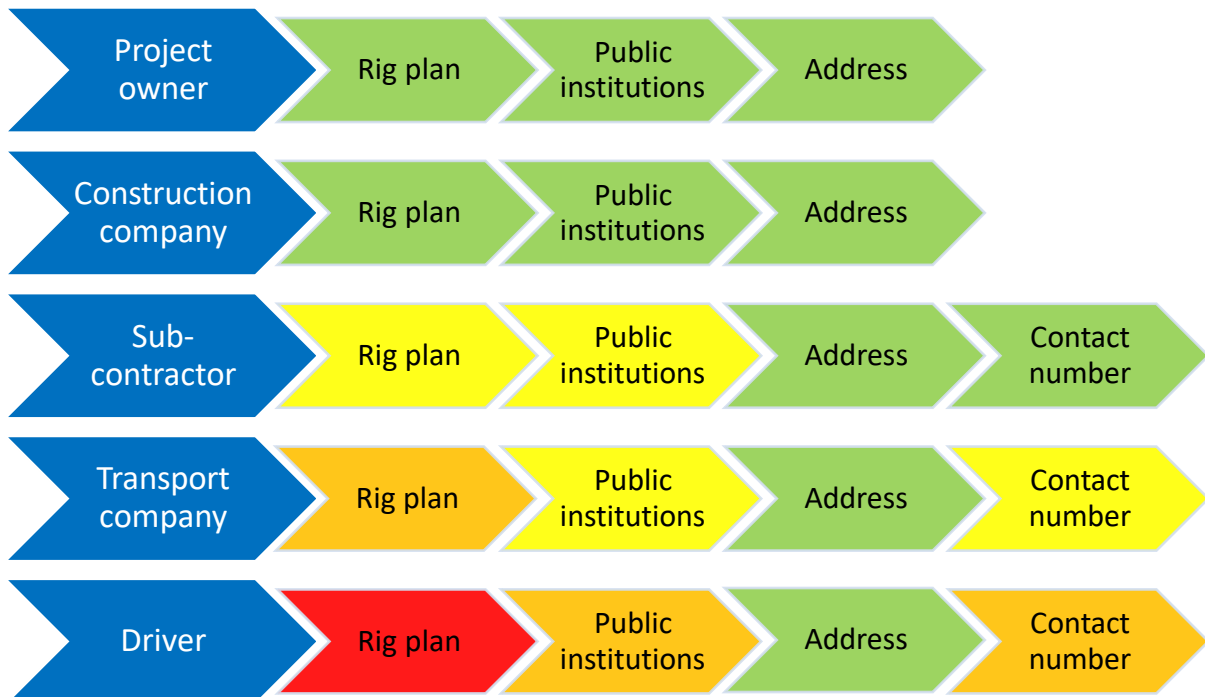 Project
owner
Rig plan
Public
institutions
Address
Construction
company
Rig plan
Public
institutions
Address
Sub-
contractor
Rig plan
Public
institutions
Address
Contact
number
Transport
company
Rig plan
Public
institutions
Address
Contact
number
Driver
Rig plan
Public
institutions
Address
Contact
number